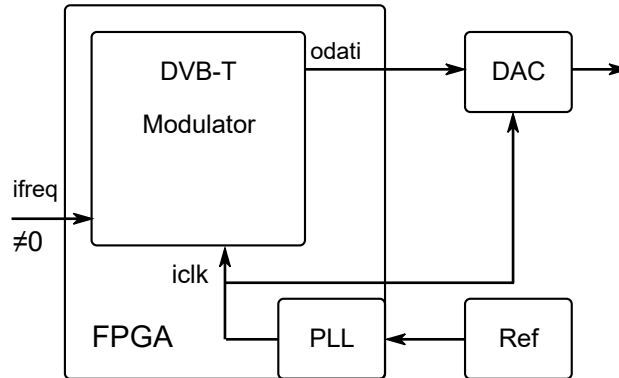 odati
DVB-T
Modulator
DAC
ifreq
≠0
iclk
FPGA
PLL
Ref